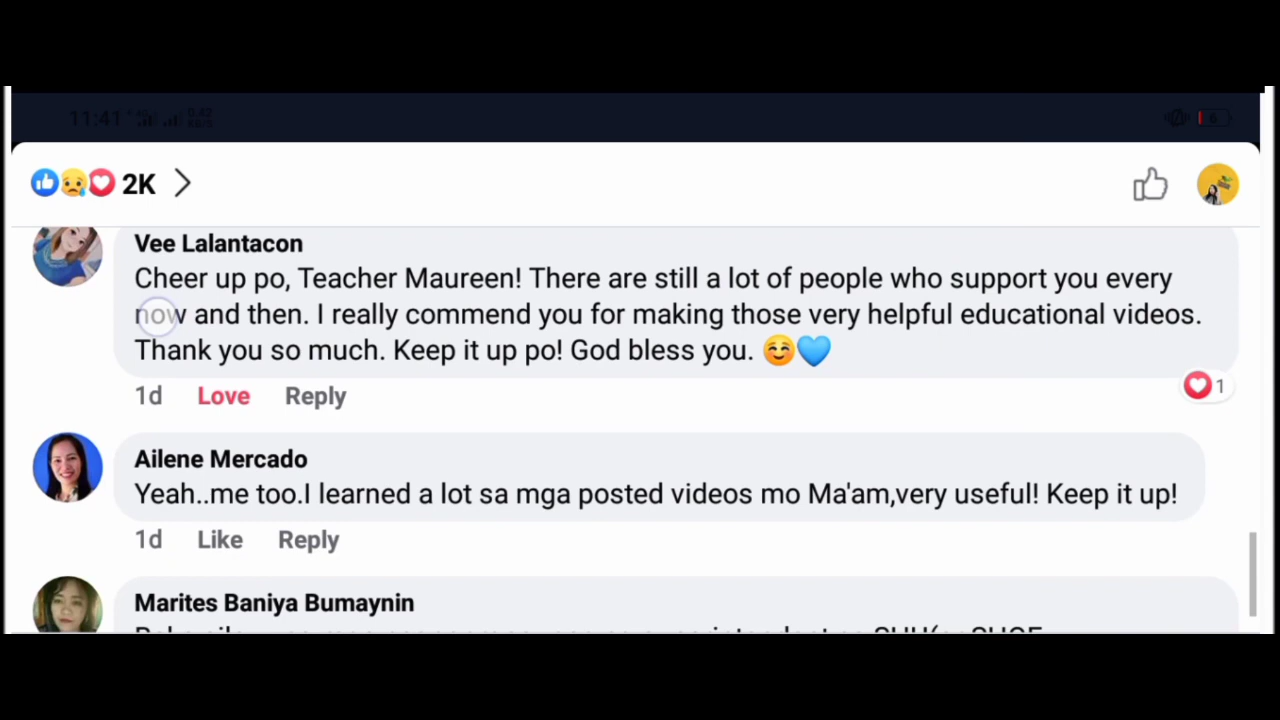 11:41
6
2K
Vee Lalantacon
Cheer up po, Teacher Maureen! There are still a lot of people who support you every
now and then. I really commend you for making those very helpful educational videos.
Thank you so much. Keep it up po! God bless you. ☺️💙
1d Love Reply
1
Ailene Mercado
Yeah..me too.I learned a lot sa mga posted videos mo Ma'am,very useful! Keep it up!
1d Like Reply
Marites Baniya Bumaynin